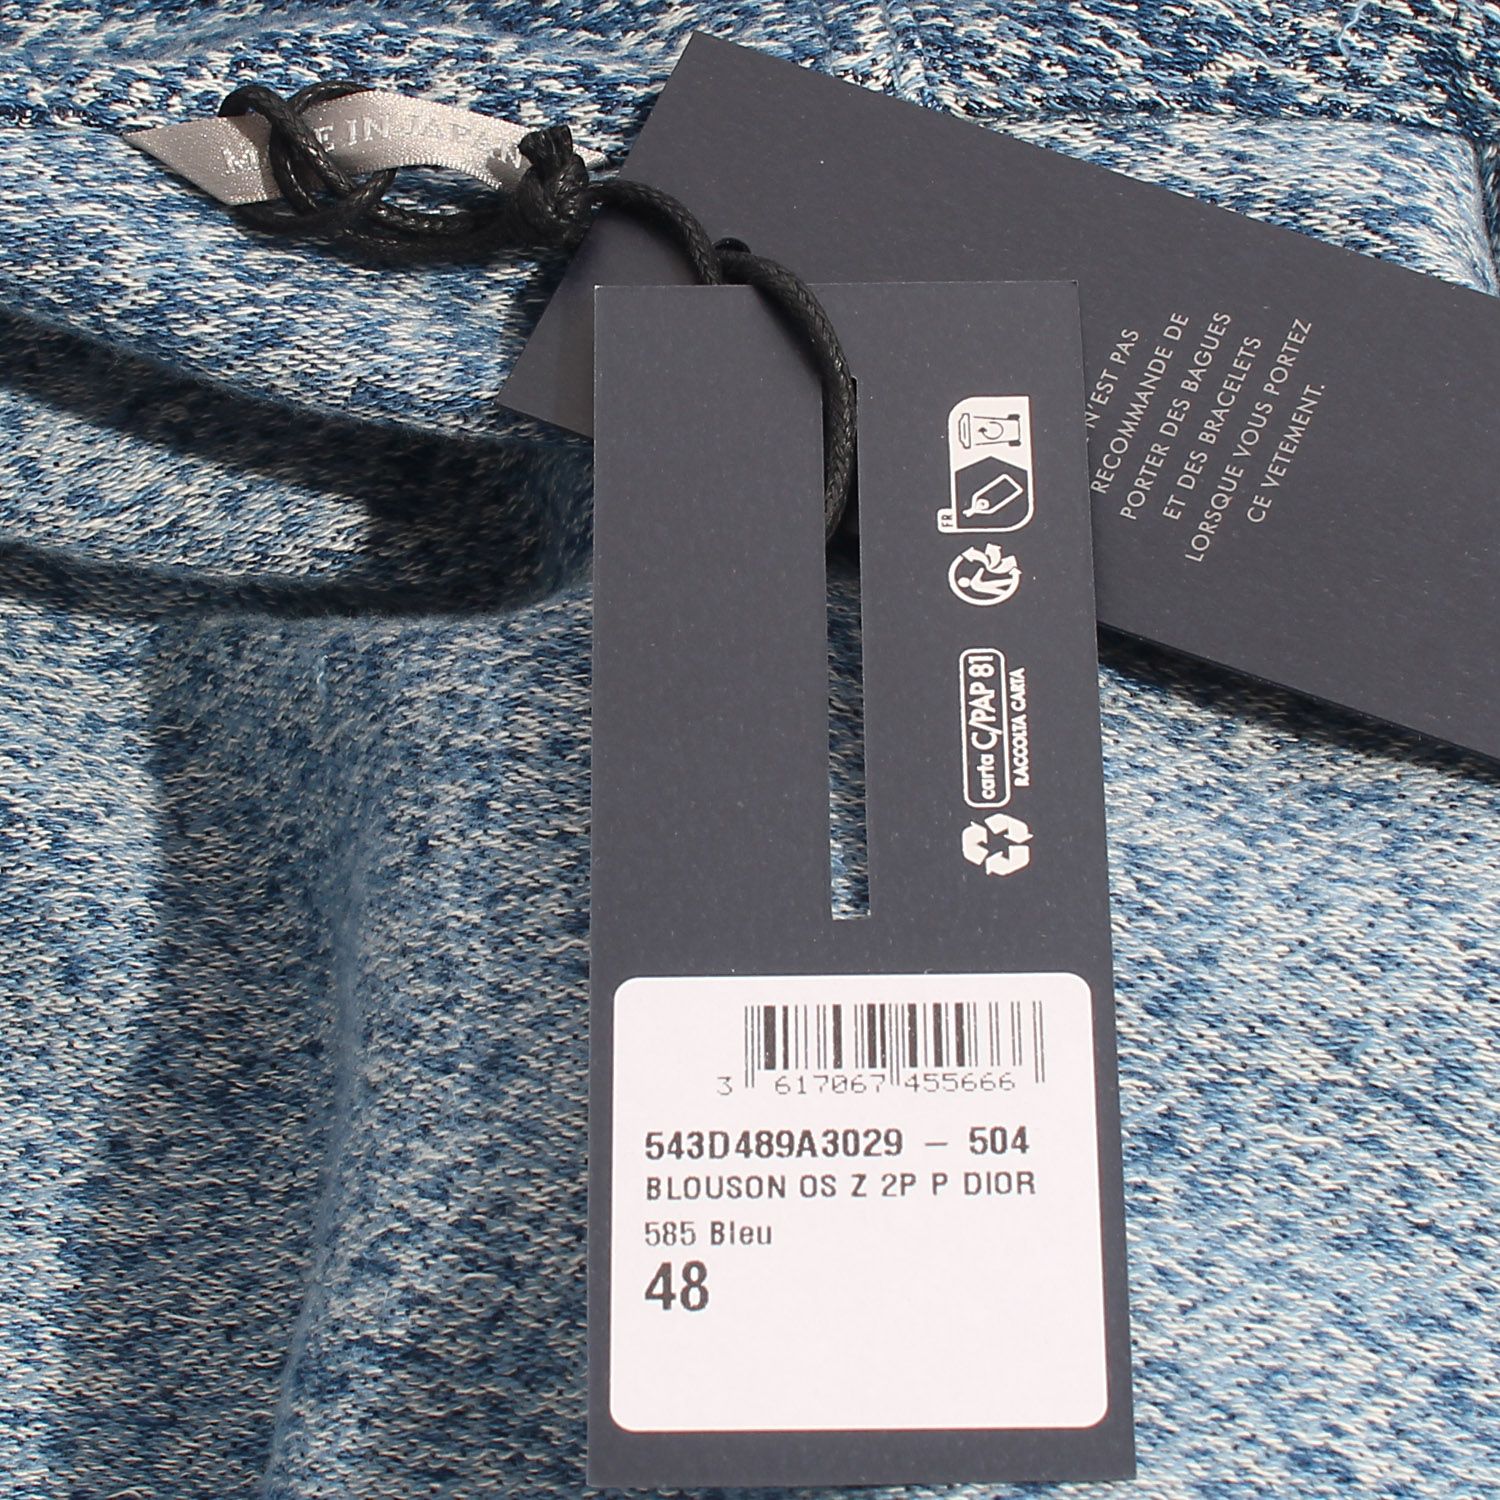 IN JAPAN
N'EST PAS
RECOMMANDE DE
PORTER DES BAGUES
ET DES BRACELETS
LORSQUE VOUS PORTEZ
CE VETEMENT.
FR
carta C/PAP 81
RACCOLTA CARTA
3 617067 455666
543D489A3029 – 504
BLOUSON OS Z 2P P DIOR
585 Bleu
48